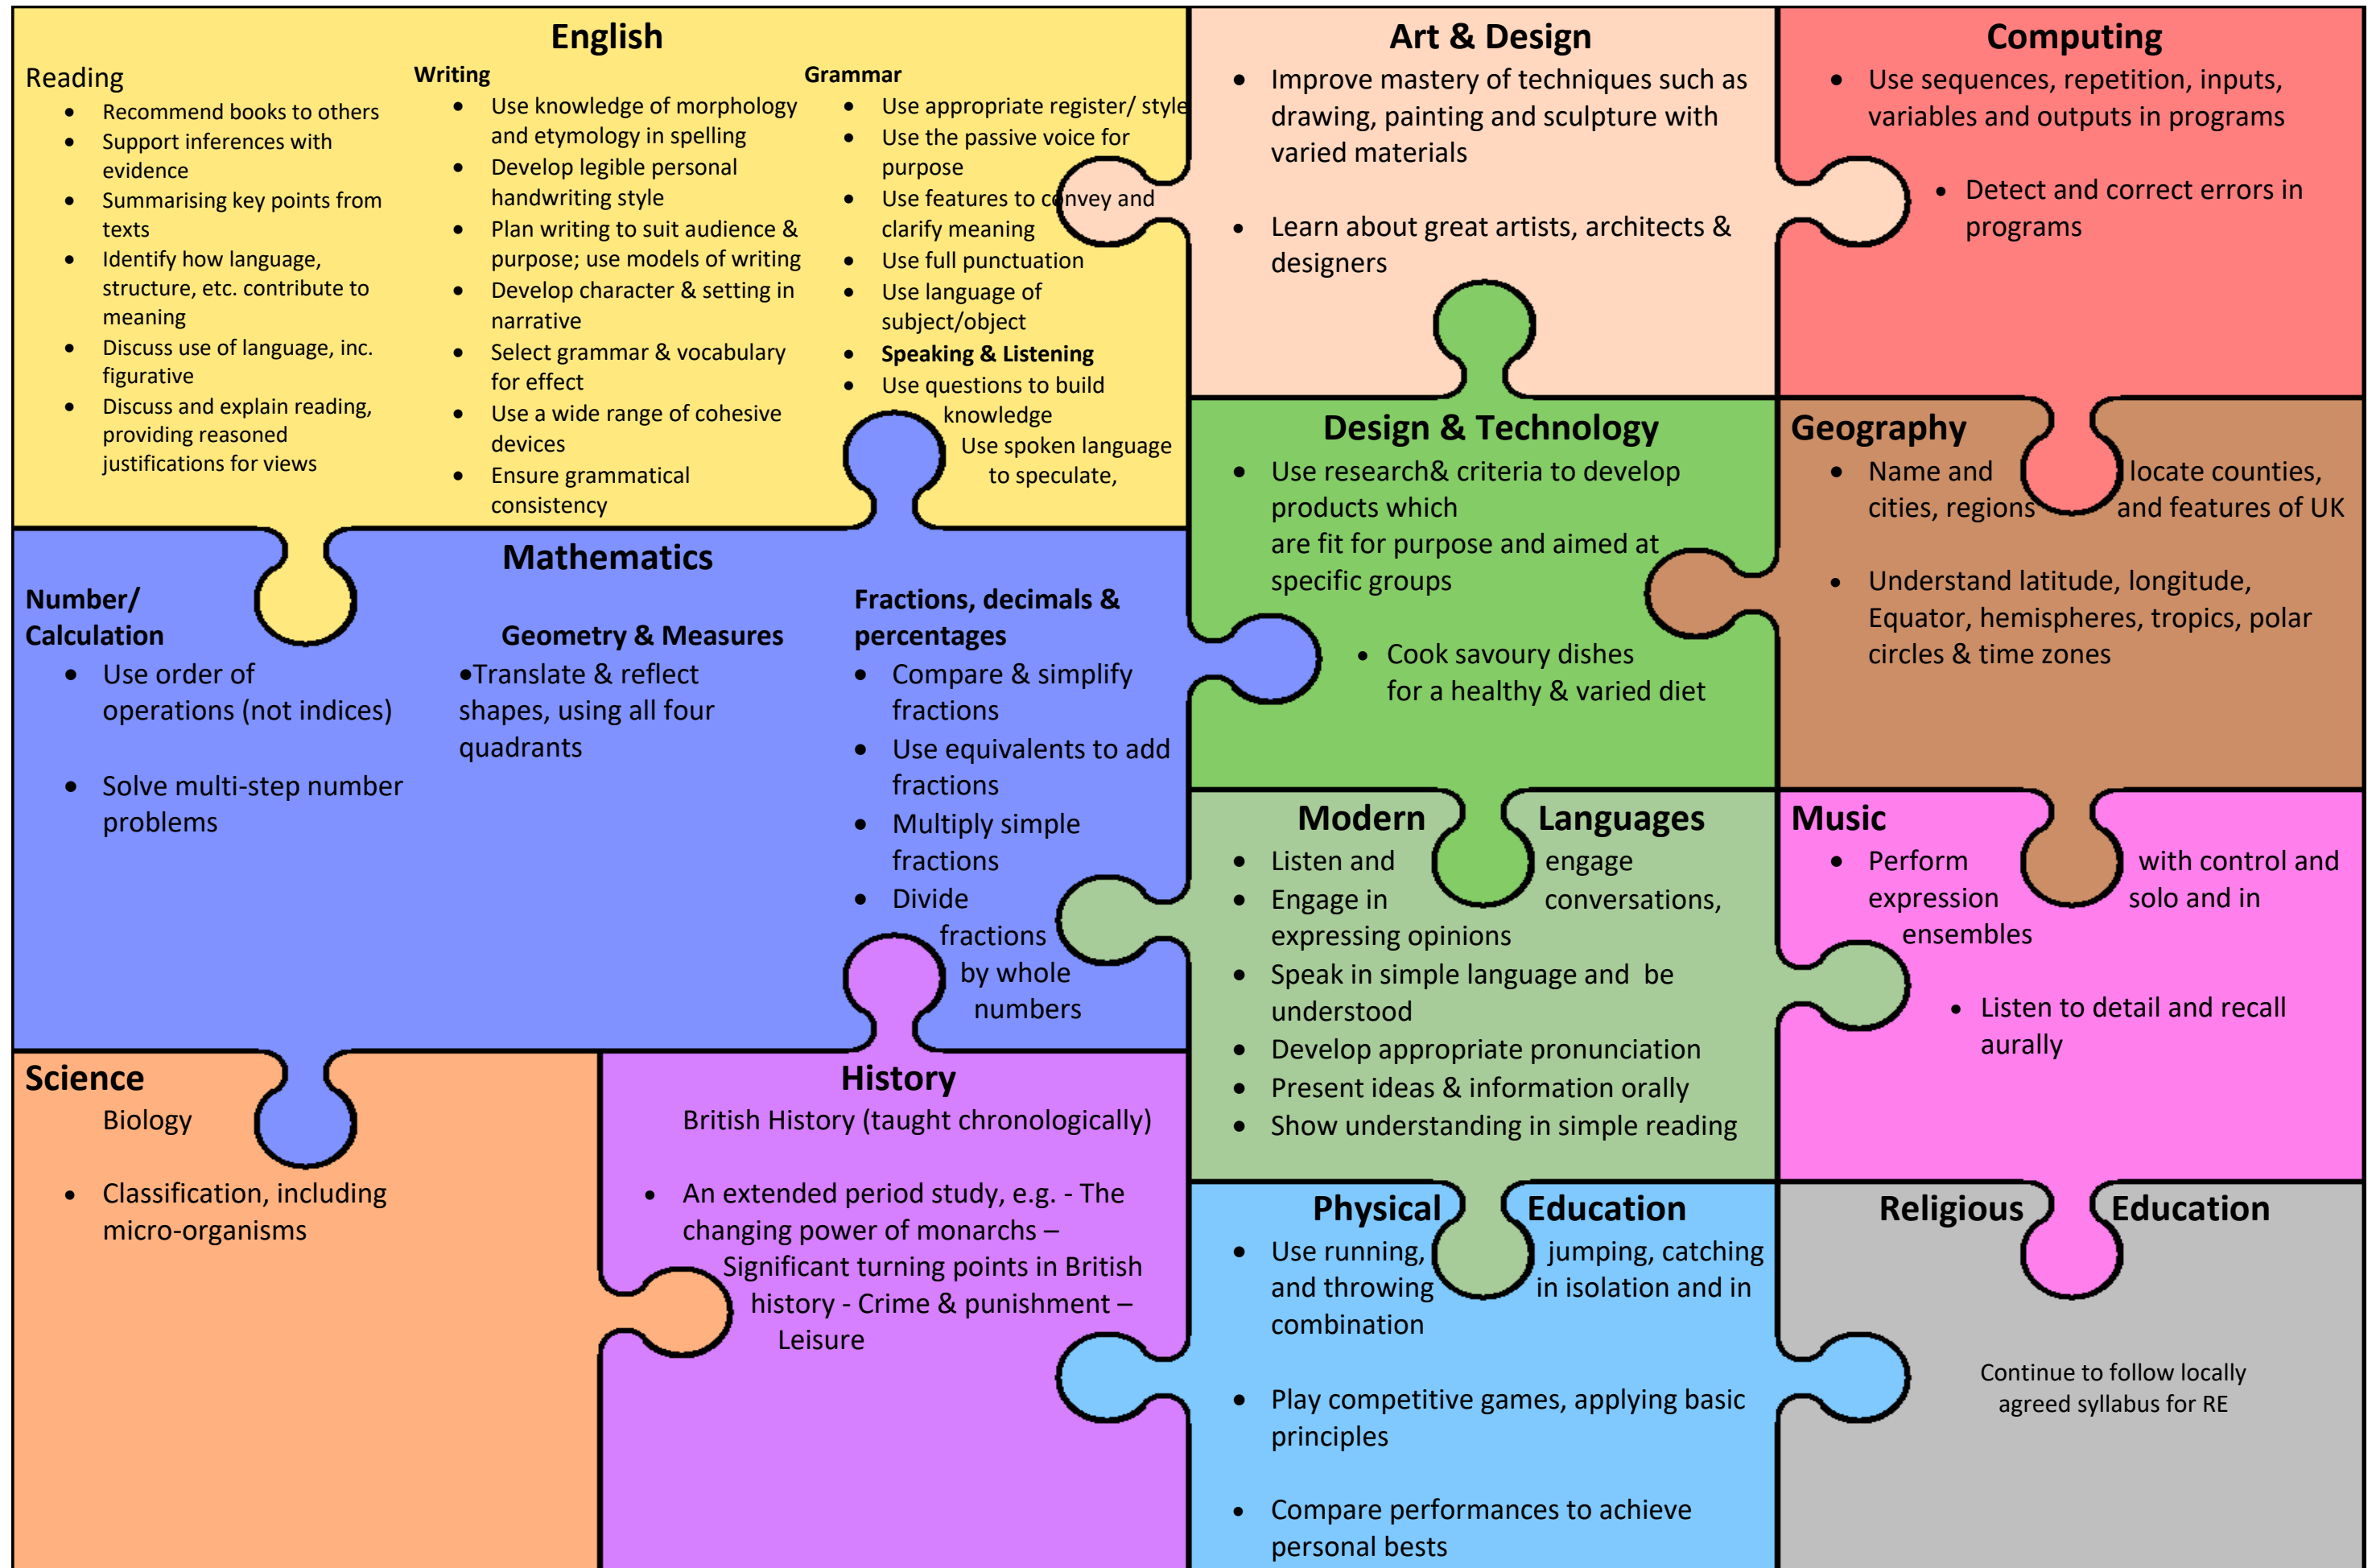 English
Reading
• Recommend books to others
• Support inferences with
evidence
• Summarising key points from
texts
• Identify how language,
structure, etc. contribute to
meaning
• Discuss use of language, inc.
figurative
• Discuss and explain reading,
providing reasoned
justifications for views
Writing
• Use knowledge of morphology
and etymology in spelling
• Develop legible personal
handwriting style
• Plan writing to suit audience &
purpose; use models of writing
• Develop character & setting in
narrative
• Select grammar & vocabulary
for effect
• Use a wide range of cohesive
devices
• Ensure grammatical
consistency
Grammar
• Use appropriate register/ style
• Use the passive voice for
purpose
• Use features to convey and
clarify meaning
• Use full punctuation
• Use language of
subject/object
• Speaking & Listening
• Use questions to build
knowledge
Use spoken language
to speculate,
Art & Design
• Improve mastery of techniques such as
drawing, painting and sculpture with
varied materials
• Learn about great artists, architects &
designers
Computing
• Use sequences, repetition, inputs,
variables and outputs in programs
• Detect and correct errors in
programs
Design & Technology
• Use research& criteria to develop
products which
are fit for purpose and aimed at
specific groups
• Cook savoury dishes
for a healthy & varied diet
Geography
• Name and locate counties,
cities, regions and features of UK
• Understand latitude, longitude,
Equator, hemispheres, tropics, polar
circles & time zones
Mathematics
Number/
Calculation
• Use order of
operations (not indices)
• Solve multi-step number
problems
Geometry & Measures
•Translate & reflect
shapes, using all four
quadrants
Fractions, decimals &
percentages
• Compare & simplify
fractions
• Use equivalents to add
fractions
• Multiply simple
fractions
• Divide
fractions
by whole
numbers
Modern Languages
• Listen and engage
• Engage in conversations,
expressing opinions
• Speak in simple language and be
understood
• Develop appropriate pronunciation
• Present ideas & information orally
• Show understanding in simple reading
Music
• Perform with control and
expression solo and in
ensembles
• Listen to detail and recall
aurally
Science
Biology
• Classification, including
micro-organisms
History
British History (taught chronologically)
• An extended period study, e.g. - The
changing power of monarchs –
Significant turning points in British
history - Crime & punishment –
Leisure
Physical Education
• Use running, jumping, catching
and throwing in isolation and in
combination
• Play competitive games, applying basic
principles
• Compare performances to achieve
personal bests
Religious Education
Continue to follow locally
agreed syllabus for RE